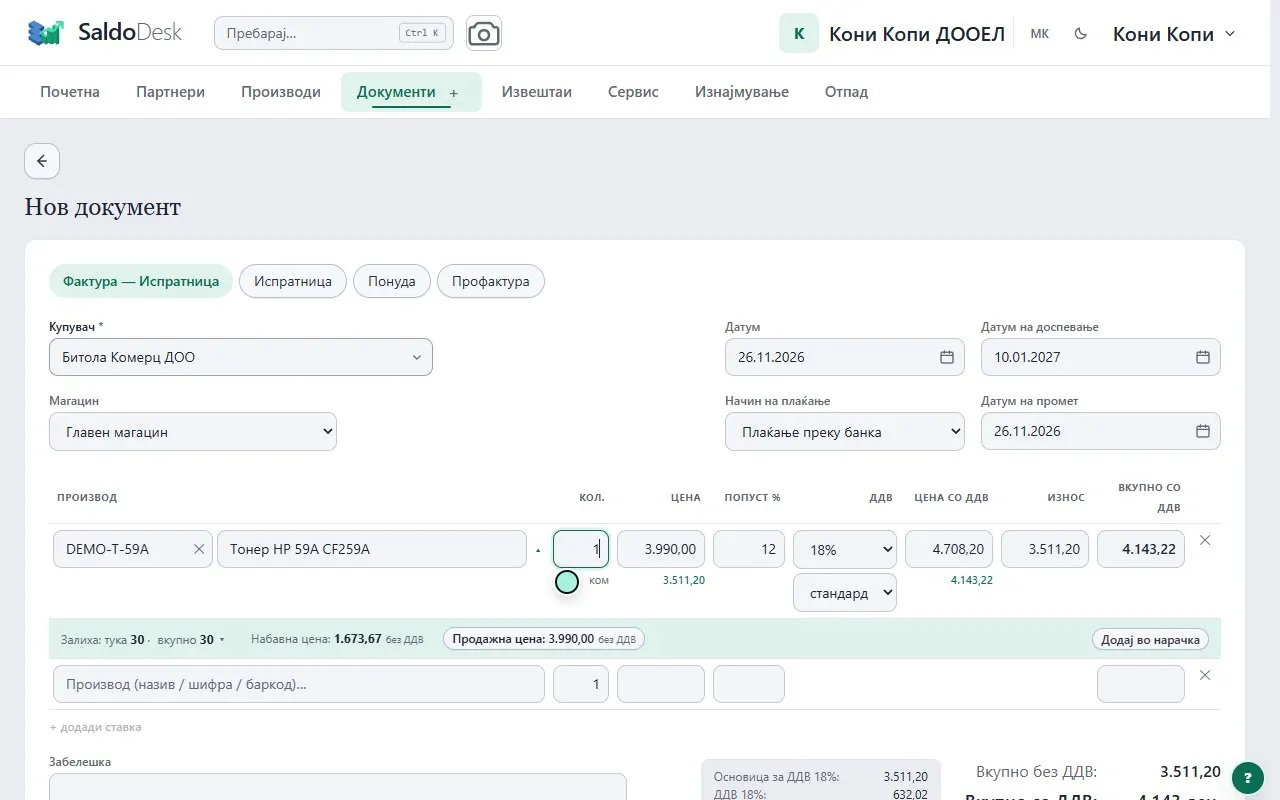 SaldoDesk
Пребарај... Ctrl K
К Кони Копи ДООЕЛ МК Кони Копи
Почетна Партнери Производи Документи + Извештаи Сервис Изнајмување Отпад
Нов документ
Фактура — Испратница Испратница Понуда Профактура
Купувач * Датум Датум на доспевање
Битола Комерц ДОО 26.11.2026 10.01.2027
Магацин Начин на плаќање Датум на промет
Главен магацин Плаќање преку банка 26.11.2026
ПРОИЗВОД КОЛ. ЦЕНА ПОПУСТ % ДДВ ЦЕНА СО ДДВ ИЗНОС ВКУПНО СО ДДВ
DEMO-T-59A Тонер HP 59A CF259A 1 3.990,00 12 18% 4.708,20 3.511,20 4.143,22
ком 3.511,20 4.143,22
стандард
Залиха: тука 30 · вкупно 30 Набавна цена: 1.673,67 без ДДВ Продажна цена: 3.990,00 без ДДВ Додај во нарачка
Производ (назив / шифра / баркод)... 1
+ додади ставка
Забелешка
Основица за ДДВ 18%: 3.511,20 Вкупно без ДДВ: 3.511,20
ДДВ 18%: 632,02
?